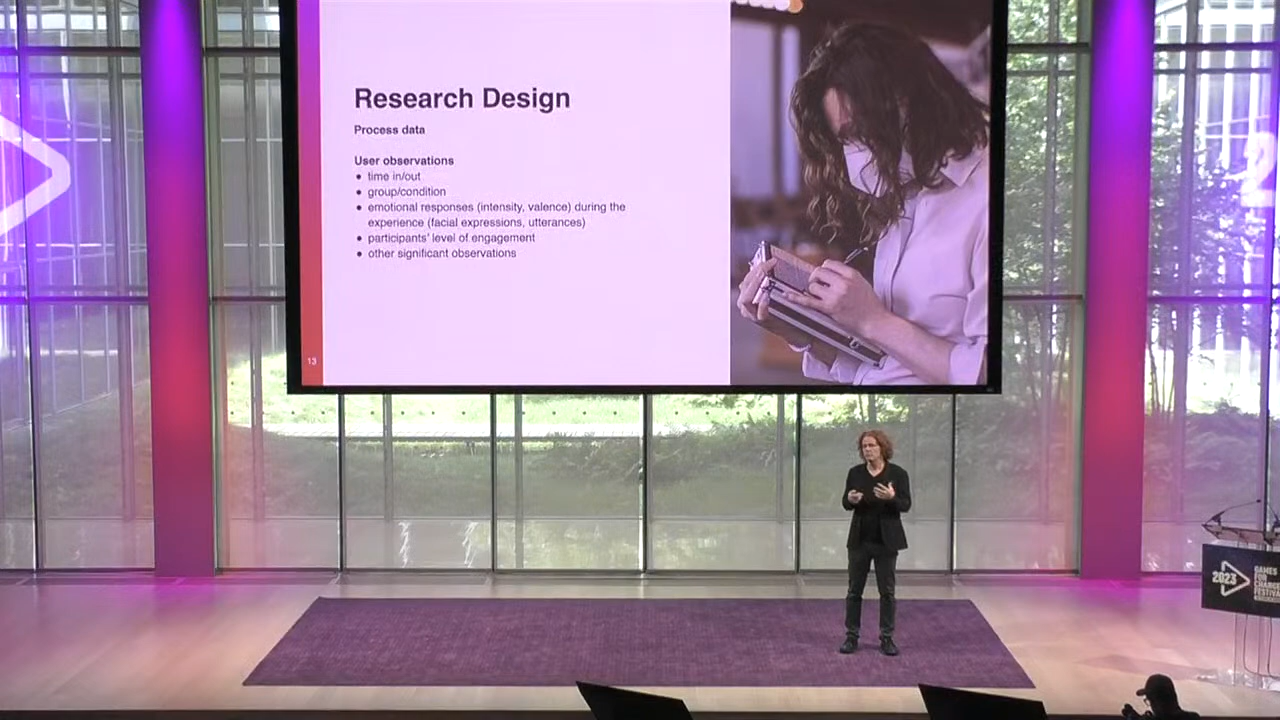 Research Design
Process data
User observations
• time in/out
• group/condition
• emotional responses (intensity, valence) during the
experience (facial expressions, utterances)
• participants' level of engagement
• other significant observations
13
2
2023
GAMES
FOR
CHANGE
FESTIVAL